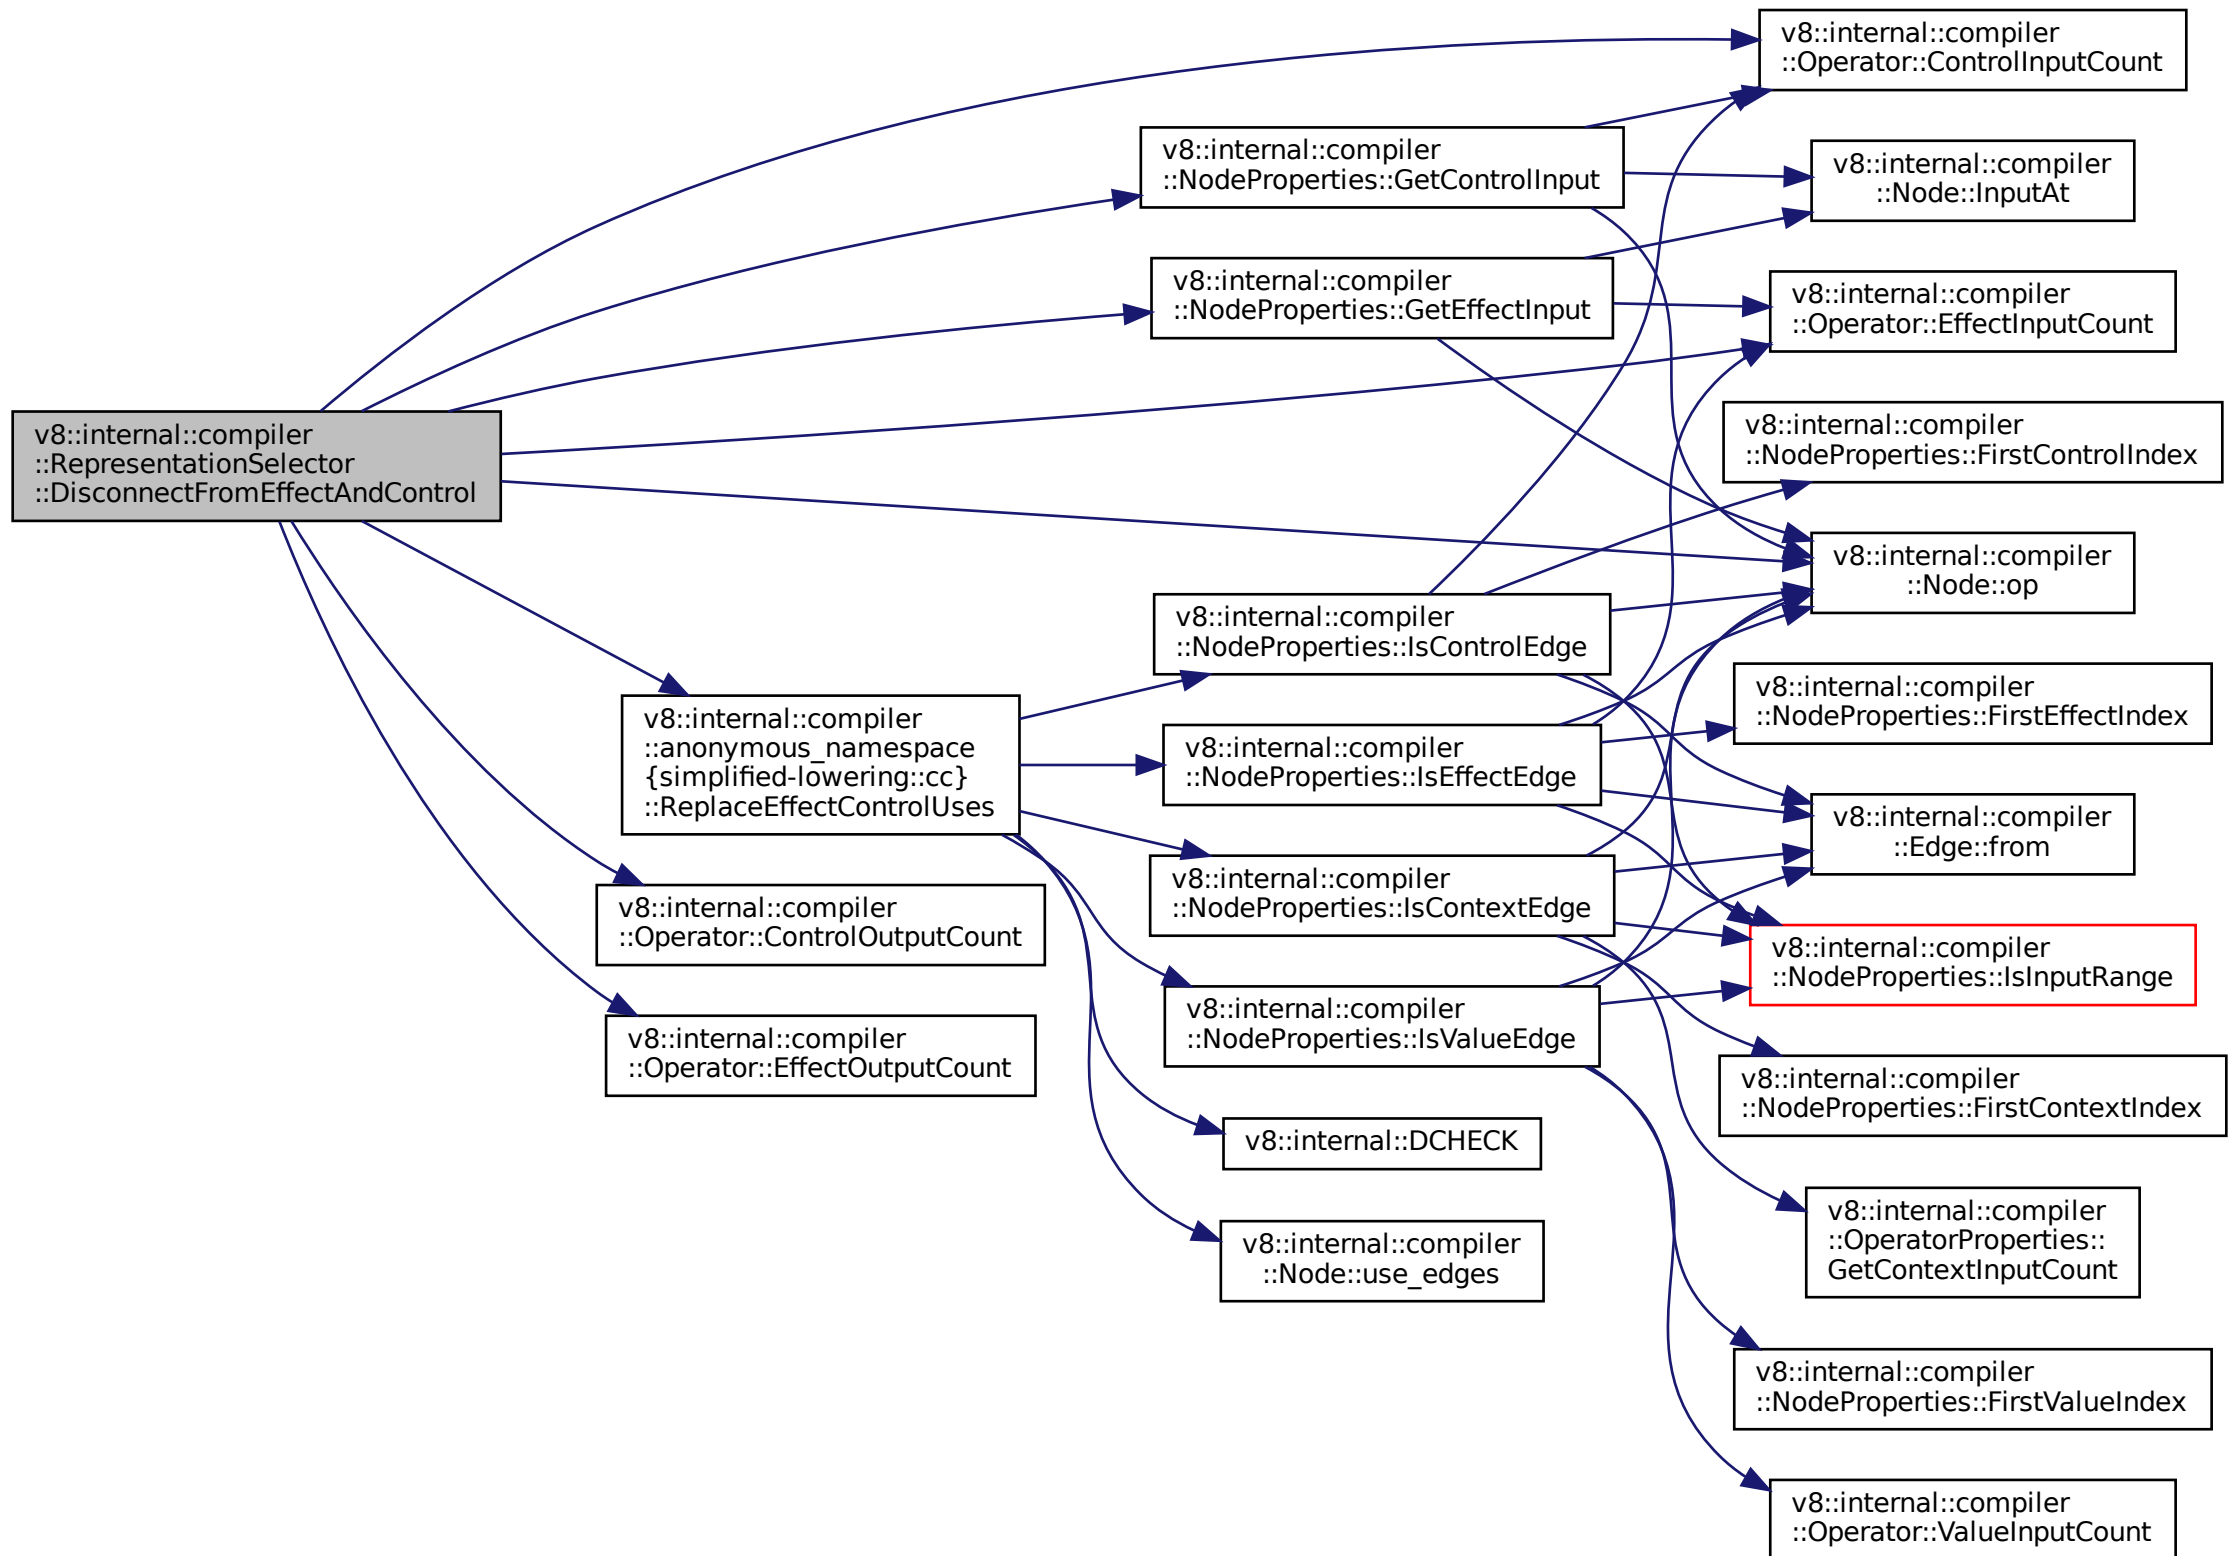 v8::internal::compiler
::RepresentationSelector
::DisconnectFromEffectAndControl
v8::internal::compiler
::Operator::ControlInputCount
v8::internal::compiler
::NodeProperties::GetControlInput
v8::internal::compiler
::Node::InputAt
v8::internal::compiler
::NodeProperties::GetEffectInput
v8::internal::compiler
::Operator::EffectInputCount
v8::internal::compiler
::NodeProperties::FirstControlIndex
v8::internal::compiler
::Node::op
v8::internal::compiler
::NodeProperties::IsControlEdge
v8::internal::compiler
::NodeProperties::FirstEffectIndex
v8::internal::compiler
::anonymous_namespace
{simplified-lowering::cc}
::ReplaceEffectControlUses
v8::internal::compiler
::NodeProperties::IsEffectEdge
v8::internal::compiler
::Edge::from
v8::internal::compiler
::NodeProperties::IsContextEdge
v8::internal::compiler
::Operator::ControlOutputCount
v8::internal::compiler
::NodeProperties::IsInputRange
v8::internal::compiler
::NodeProperties::IsValueEdge
v8::internal::compiler
::Operator::EffectOutputCount
v8::internal::compiler
::NodeProperties::FirstContextIndex
v8::internal::DCHECK
v8::internal::compiler
::Node::use_edges
v8::internal::compiler
::OperatorProperties::
GetContextInputCount
v8::internal::compiler
::NodeProperties::FirstValueIndex
v8::internal::compiler
::Operator::ValueInputCount